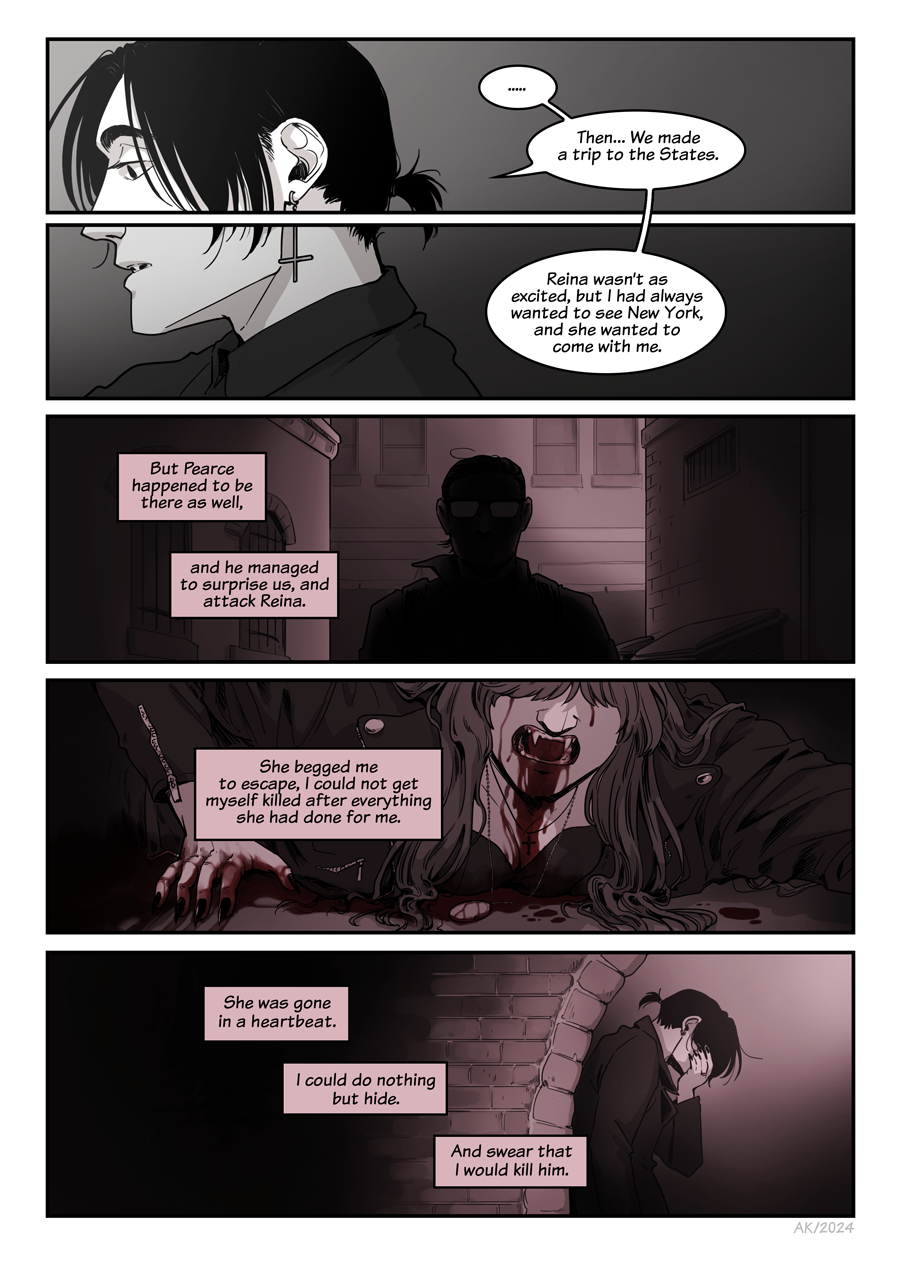 .....
Then... We made
a trip to the States.
Reina wasn't as
excited, but I had always
wanted to see New York,
and she wanted to
come with me.
But Pearce
happened to be
there as well,
and he managed
to surprise us, and
attack Reina.
She begged me
to escape, I could not get
myself killed after everything
she had done for me.
She was gone
in a heartbeat.
I could do nothing
but hide.
And swear that
I would kill him.
AK/2024